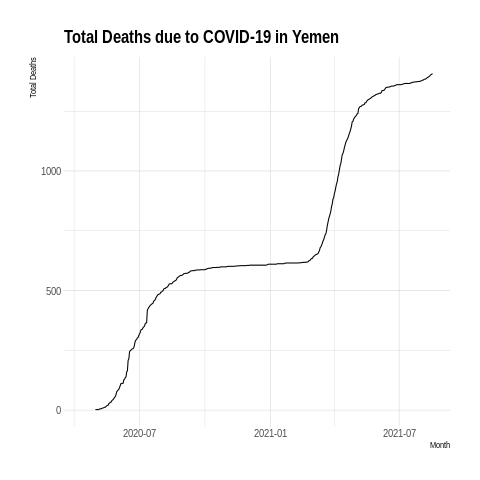 Total Deaths due to COVID-19 in Yemen
Total Deaths
1000
500
0
2020-07
2021-01
2021-07
Month